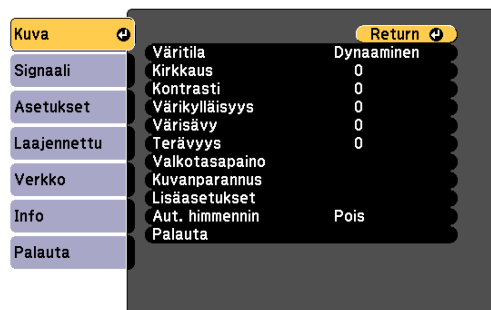 Kuva
Signaali
Asetukset
Laajennettu
Verkko
Info
Palauta
Return
Väritila Dynaaminen
Kirkkaus 0
Kontrasti 0
Värikylläisyys 0
Värisävy 0
Terävyys 0
Valkotasapaino
Kuvanparannus
Lisäasetukset
Aut. himmennin Pois
Palauta